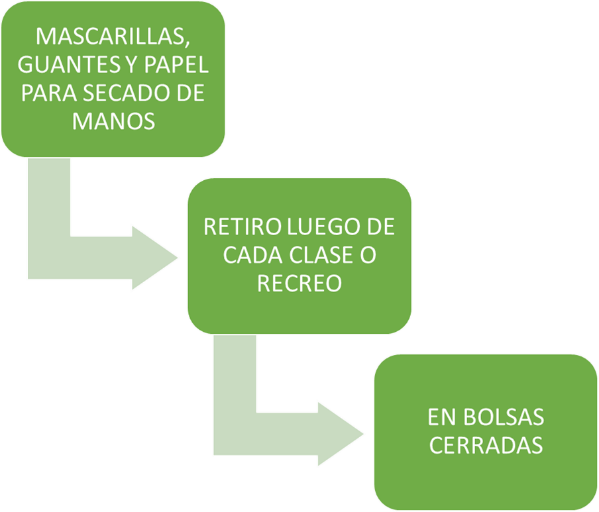 MASCARILLAS,
GUANTES Y PAPEL
PARA SECADO DE
MANOS
RETIRO LUEGO DE
CADA CLASE O
RECREO
EN BOLSAS
CERRADAS